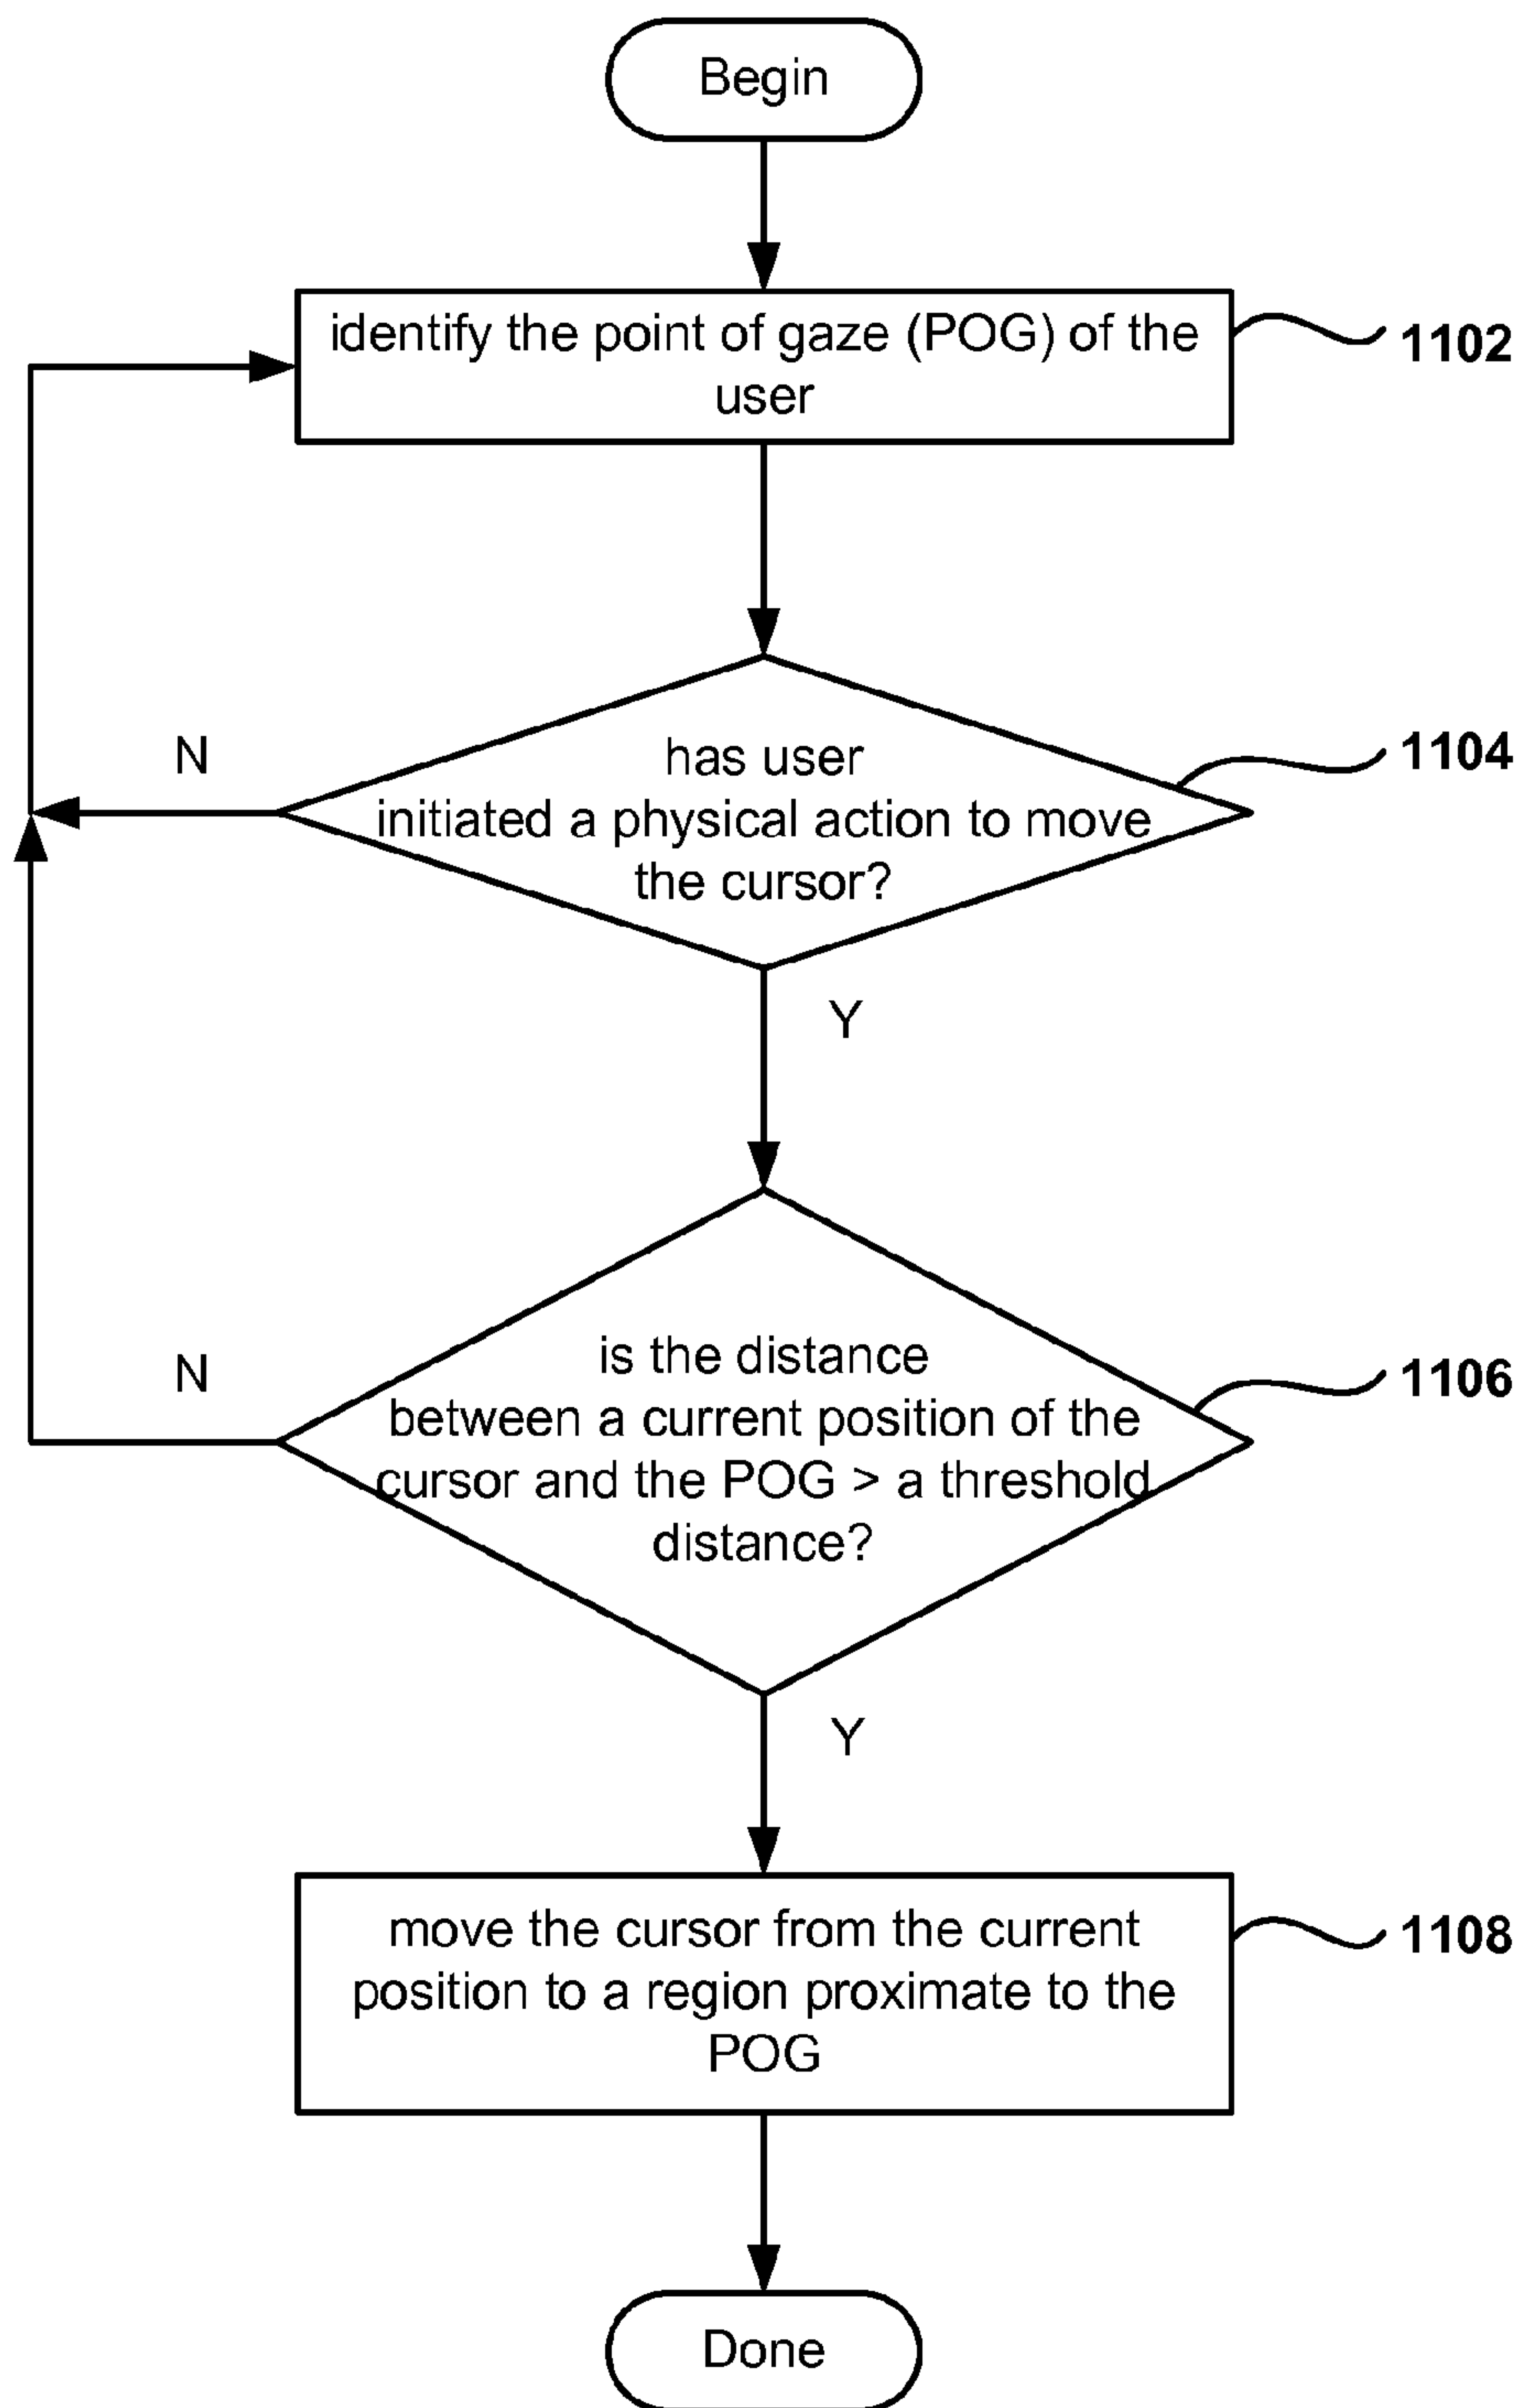 Begin
identify the point of gaze (POG) of the
user
1102
has user
initiated a physical action to move
the cursor?
1104
N
Y
is the distance
between a current position of the
cursor and the POG > a threshold
distance?
1106
N
Y
move the cursor from the current
position to a region proximate to the
POG
1108
Done